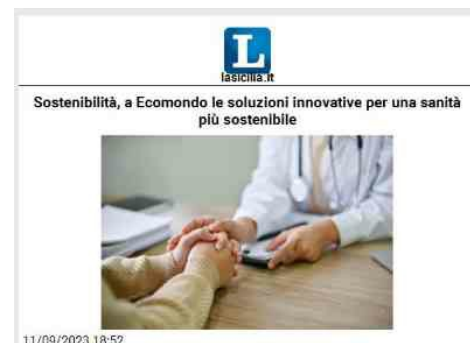 L
lasicilia.it
Sostenibilità, a Ecomondo le soluzioni innovative per una sanità
più sostenibile
11/09/2023 18:52